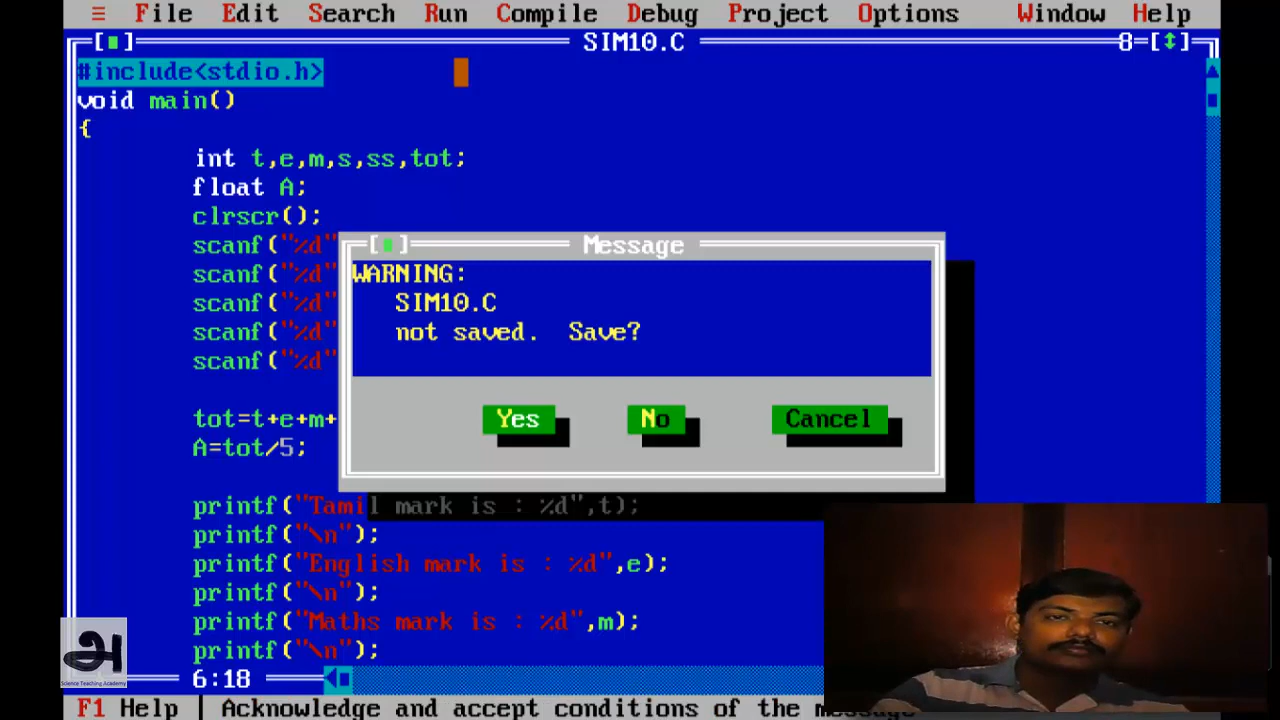 ≡ File Edit Search Run Compile Debug Project Options Window Help
SIM10.C 8
#include<stdio.h>
void main()
{
int t,e,m,s,ss,tot;
float A;
clrscr();
scanf("%d"
scanf("%d"
scanf("%d"
scanf("%d"
scanf("%d"
tot=t+e+m+
A=tot/5;
Message
WARNING:
SIM10.C
not saved. Save?
Yes No Cancel
printf("Tamil mark is : %d",t);
printf("\n");
printf("English mark is : %d",e);
printf("\n");
printf("Maths mark is : %d",m);
printf("\n");
அ
Science Teaching Academy
6:18
F1 Help | Acknowledge and accept conditions of the message